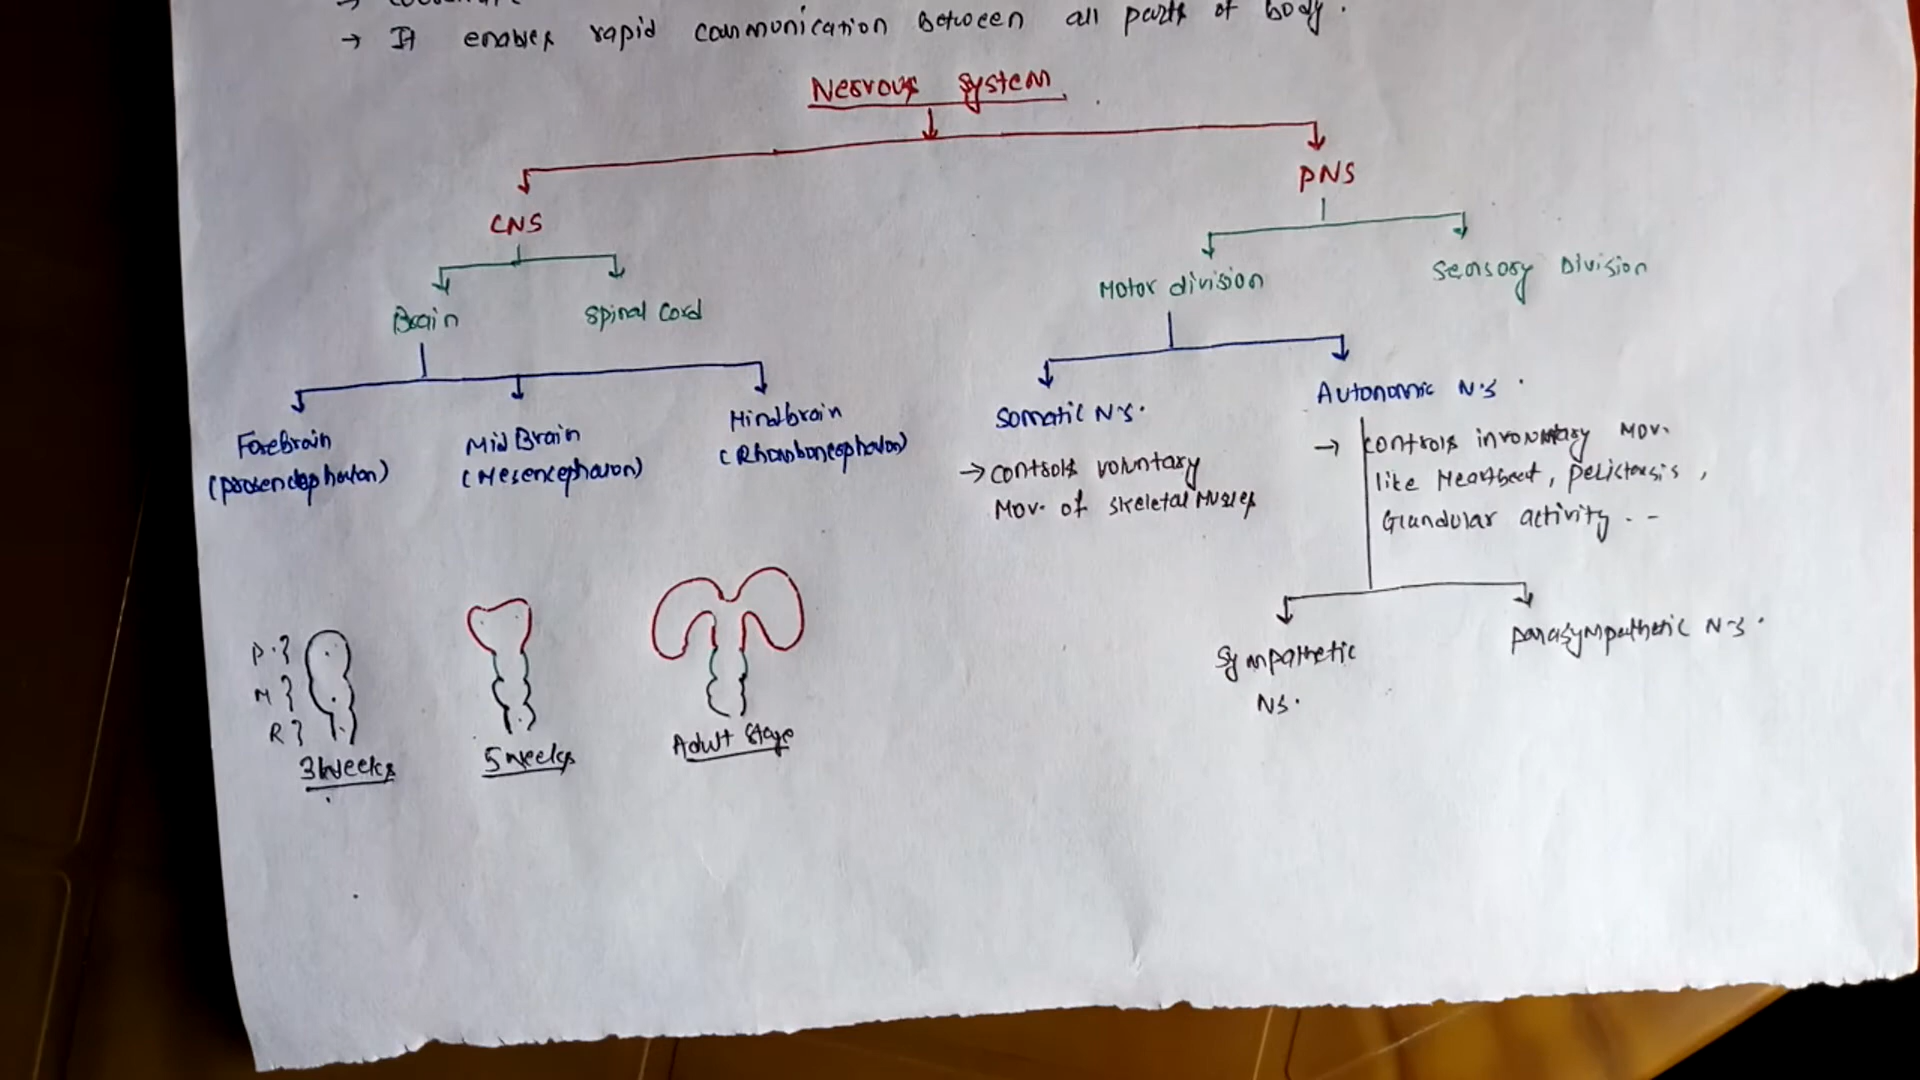 → It enables rapid communication Between all parts of body.
Nervous system
CNS
PNS
Brain
Spinal Cord
Motor division
Sensory Division
Forebrain
(prosencephalon)
Mid Brain
(Mesencephalon)
Hindbrain
(Rhombencephalon)
Somatic N.S.
→ controls voluntary
Mov. of skeletal Muscles
Autonomic N.S.
→ controls involuntary Mov.
like Heartbeat, peristalsis,
Glandular activity . -
Sympathetic
NS.
parasympathetic N.S.
P. }
M }
R }
3 Weeks
5 Weeks
Adult Stage